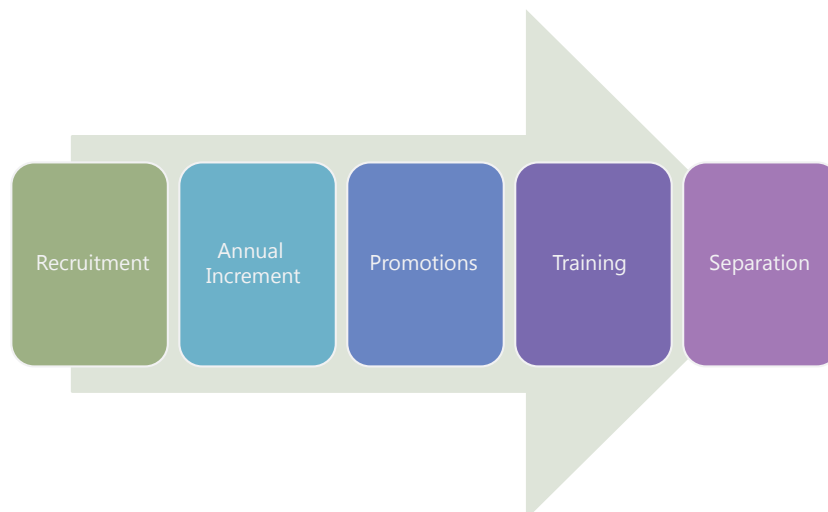 Recruitment
Annual
Increment
Promotions
Training
Separation